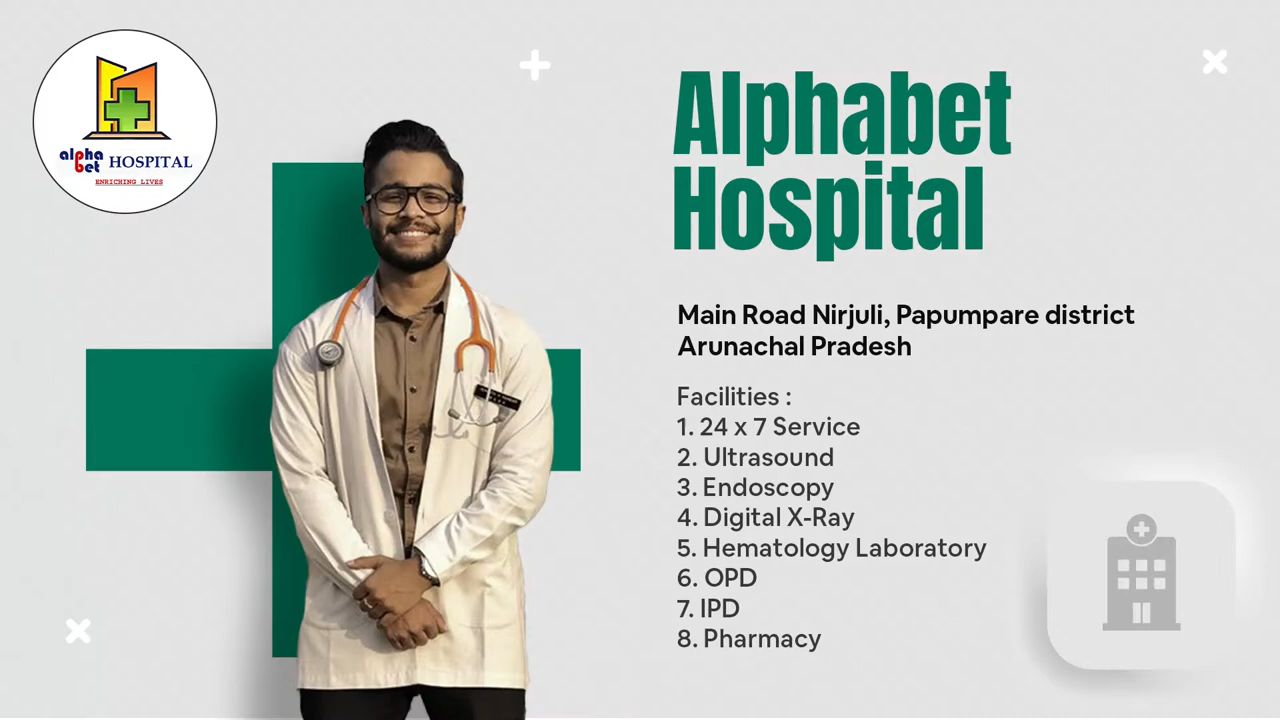 alpha
bet HOSPITAL
ENRICHING LIVES
Alphabet
Hospital
Main Road Nirjuli, Papumpare district
Arunachal Pradesh
Facilities :
1. 24 x 7 Service
2. Ultrasound
3. Endoscopy
4. Digital X-Ray
5. Hematology Laboratory
6. OPD
7. IPD
8. Pharmacy